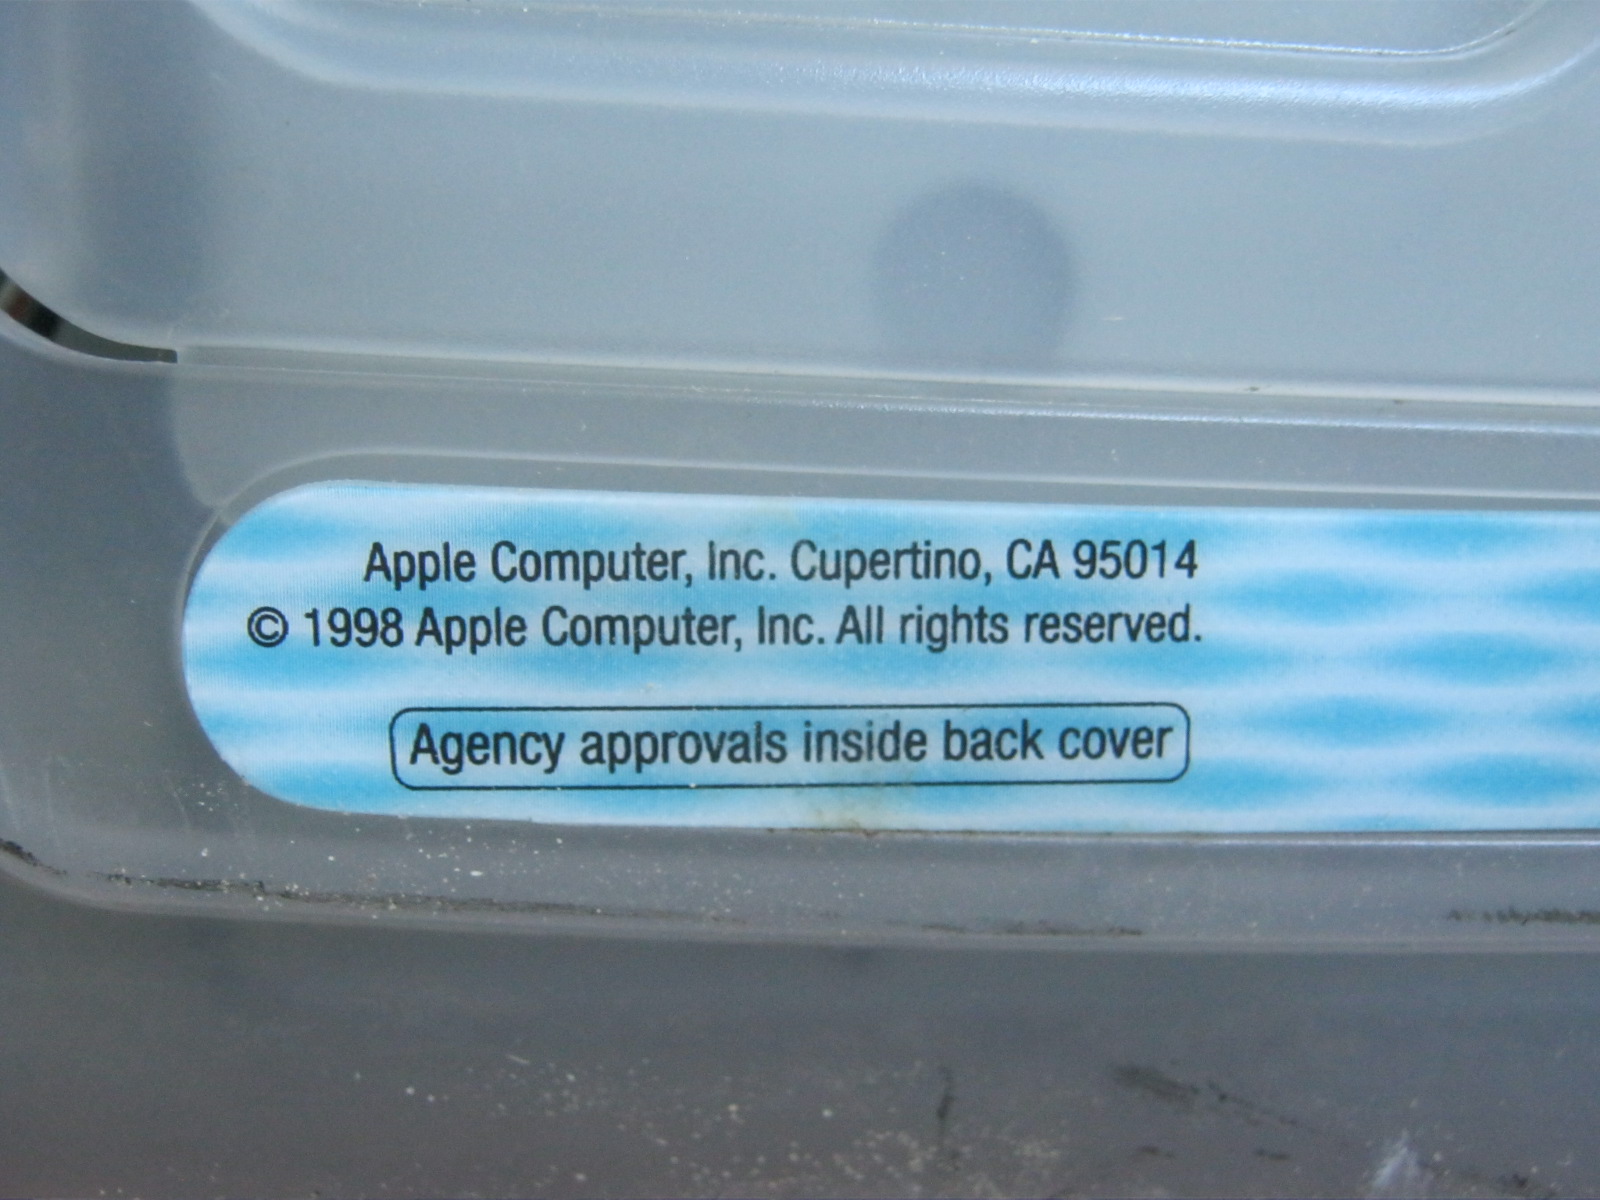 Apple Computer, Inc. Cupertino, CA 95014
© 1998 Apple Computer, Inc. All rights reserved.
Agency approvals inside back cover